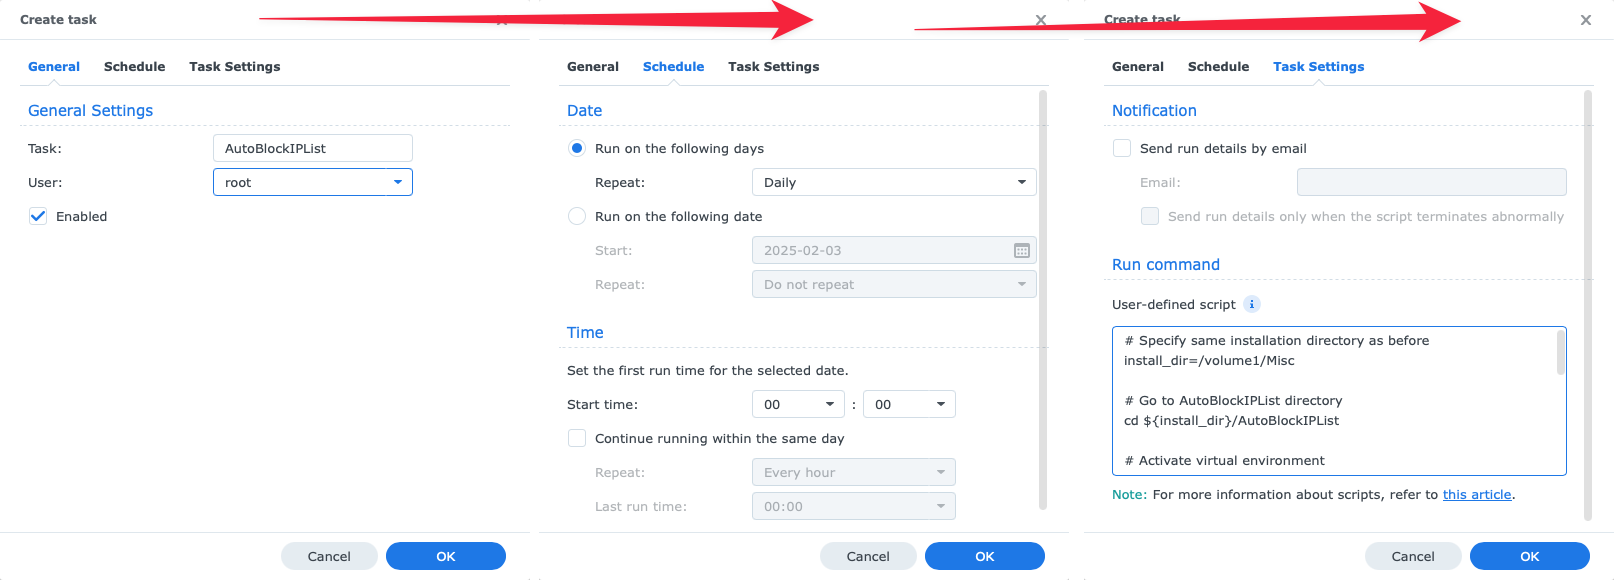 Create task
General Schedule Task Settings
General Settings
Task: AutoBlockIPList
User: root
Enabled
Cancel OK
General Schedule Task Settings
Date
Run on the following days
Repeat: Daily
Run on the following date
Start: 2025-02-03
Repeat: Do not repeat
Time
Set the first run time for the selected date.
Start time: 00 : 00
Continue running within the same day
Repeat: Every hour
Last run time: 00:00
Cancel OK
Create task
General Schedule Task Settings
Notification
Send run details by email
Email:
Send run details only when the script terminates abnormally
Run command
User-defined script i
# Specify same installation directory as before
install_dir=/volume1/Misc
# Go to AutoBlockIPList directory
cd ${install_dir}/AutoBlockIPList
# Activate virtual environment
Note: For more information about scripts, refer to this article.
Cancel OK